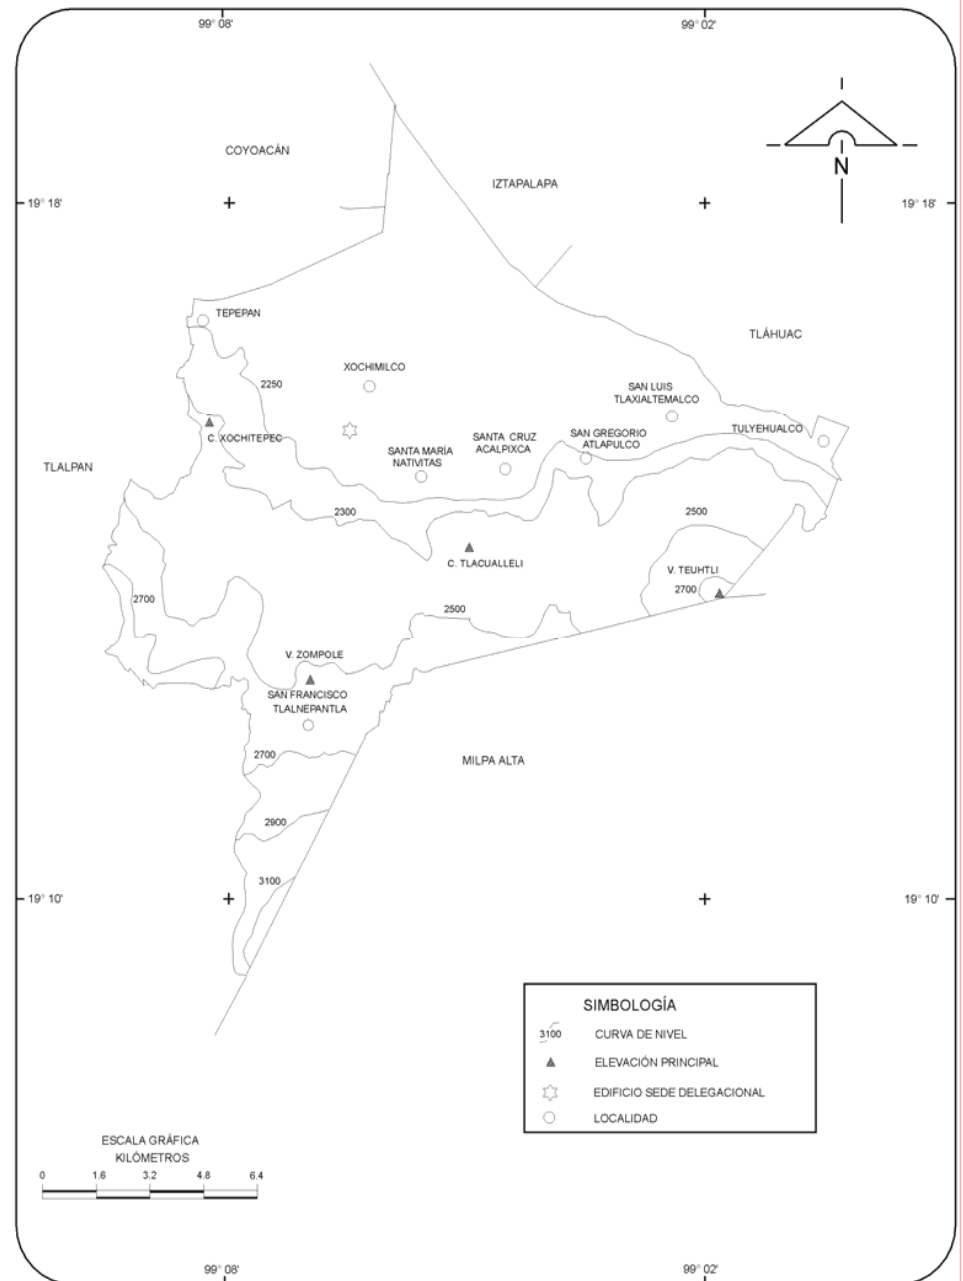 99° 08'
99° 02'
COYOACÁN
IZTAPALAPA
N
19° 18'
19° 18'
TEPEPAN
TLÁHUAC
XOCHIMILCO
2250
SAN LUIS
TLAXIALTEMALCO
C. XOCHITEPEC
SANTA MARÍA
NATIVITAS
SANTA CRUZ
ACALPIXCA
SAN GREGORIO
ATLAPULCO
TULYEHUALCO
TLALPAN
2300
2500
C. TLACUALLELI
V. TEUHTLI
2700
2700
2500
V. ZOMPOLE
SAN FRANCISCO
TLALNEPANTLA
2700
MILPA ALTA
2900
3100
19° 10'
19° 10'
SIMBOLOGÍA
3100 CURVA DE NIVEL
ELEVACIÓN PRINCIPAL
EDIFICIO SEDE DELEGACIONAL
LOCALIDAD
ESCALA GRÁFICA
KILÓMETROS
0 1.6 3.2 4.8 6.4
99° 08'
99° 02'